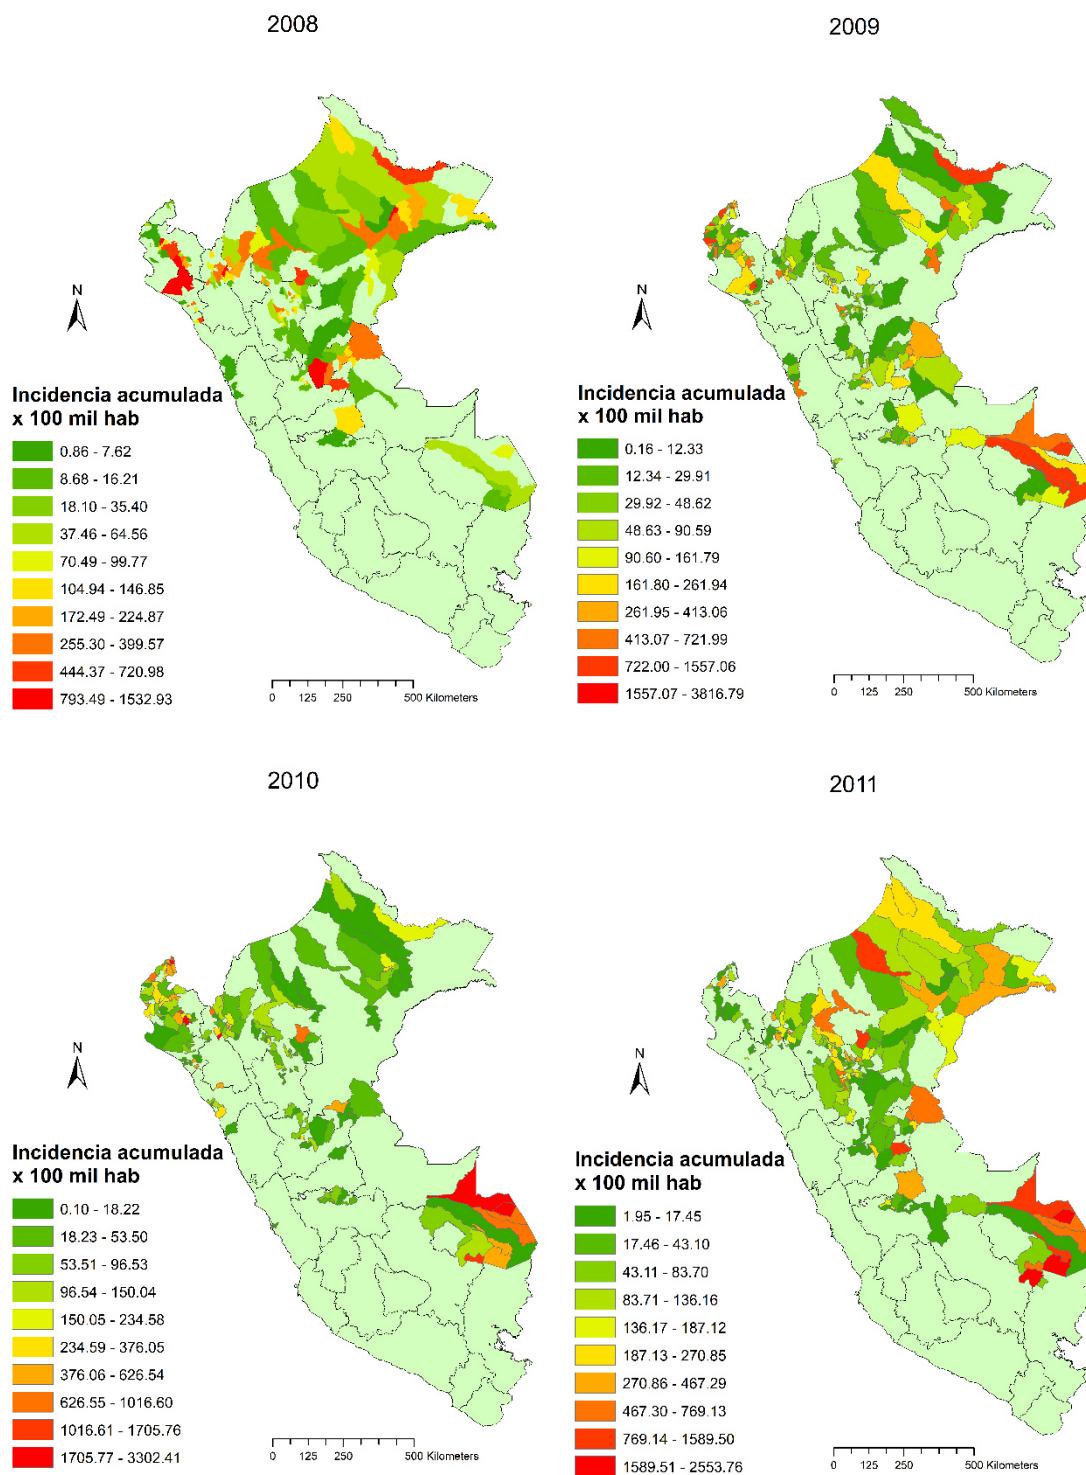 2008
N
Incidencia acumulada
x 100 mil hab
0.86 - 7.62
8.68 - 16.21
18.10 - 35.40
37.46 - 64.56
70.49 - 99.77
104.94 - 146.85
172.49 - 224.87
255.30 - 399.57
444.37 - 720.98
793.49 - 1532.93
0 125 250 500 Kilometers
2009
N
Incidencia acumulada
x 100 mil hab
0.16 - 12.33
12.34 - 29.91
29.92 - 48.62
48.63 - 90.59
90.60 - 161.79
161.80 - 261.94
261.95 - 413.06
413.07 - 721.99
722.00 - 1557.06
1557.07 - 3816.79
0 125 250 500 Kilometers
2010
N
Incidencia acumulada
x 100 mil hab
0.10 - 18.22
18.23 - 53.50
53.51 - 96.53
96.54 - 150.04
150.05 - 234.58
234.59 - 376.05
376.06 - 626.54
626.55 - 1016.60
1016.61 - 1705.76
1705.77 - 3302.41
0 125 250 500 Kilometers
2011
N
Incidencia acumulada
x 100 mil hab
1.95 - 17.45
17.46 - 43.10
43.11 - 83.70
83.71 - 136.16
136.17 - 187.12
187.13 - 270.85
270.86 - 467.29
467.30 - 769.13
769.14 - 1589.50
1589.51 - 2553.76
0 125 250 500 Kilometers